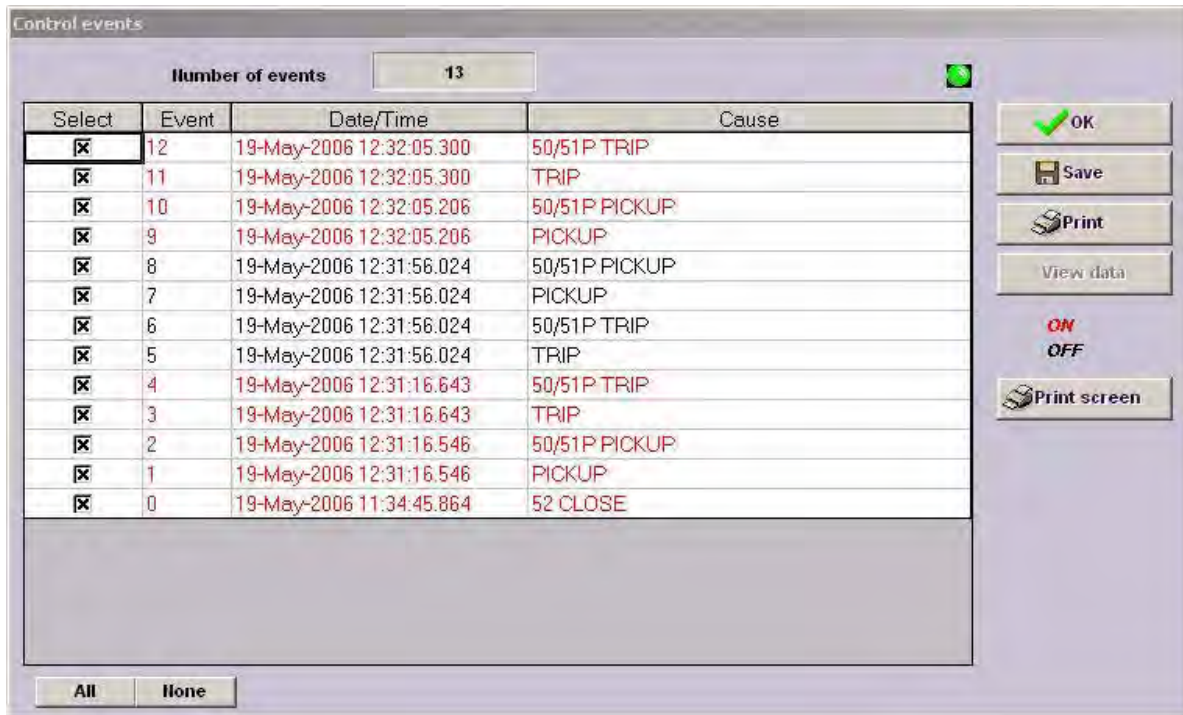 Control events
Number of events 13
Select Event Date/Time Cause
12 19-May-2006 12:32:05.300 50/51P TRIP
11 19-May-2006 12:32:05.300 TRIP
10 19-May-2006 12:32:05.206 50/51P PICKUP
9 19-May-2006 12:32:05.206 PICKUP
8 19-May-2006 12:31:56.024 50/51P PICKUP
7 19-May-2006 12:31:56.024 PICKUP
6 19-May-2006 12:31:56.024 50/51P TRIP
5 19-May-2006 12:31:56.024 TRIP
4 19-May-2006 12:31:16.643 50/51P TRIP
3 19-May-2006 12:31:16.643 TRIP
2 19-May-2006 12:31:16.546 50/51P PICKUP
1 19-May-2006 12:31:16.546 PICKUP
0 19-May-2006 11:34:45.864 52 CLOSE
OK
Save
Print
View data
ON
OFF
Print screen
All None